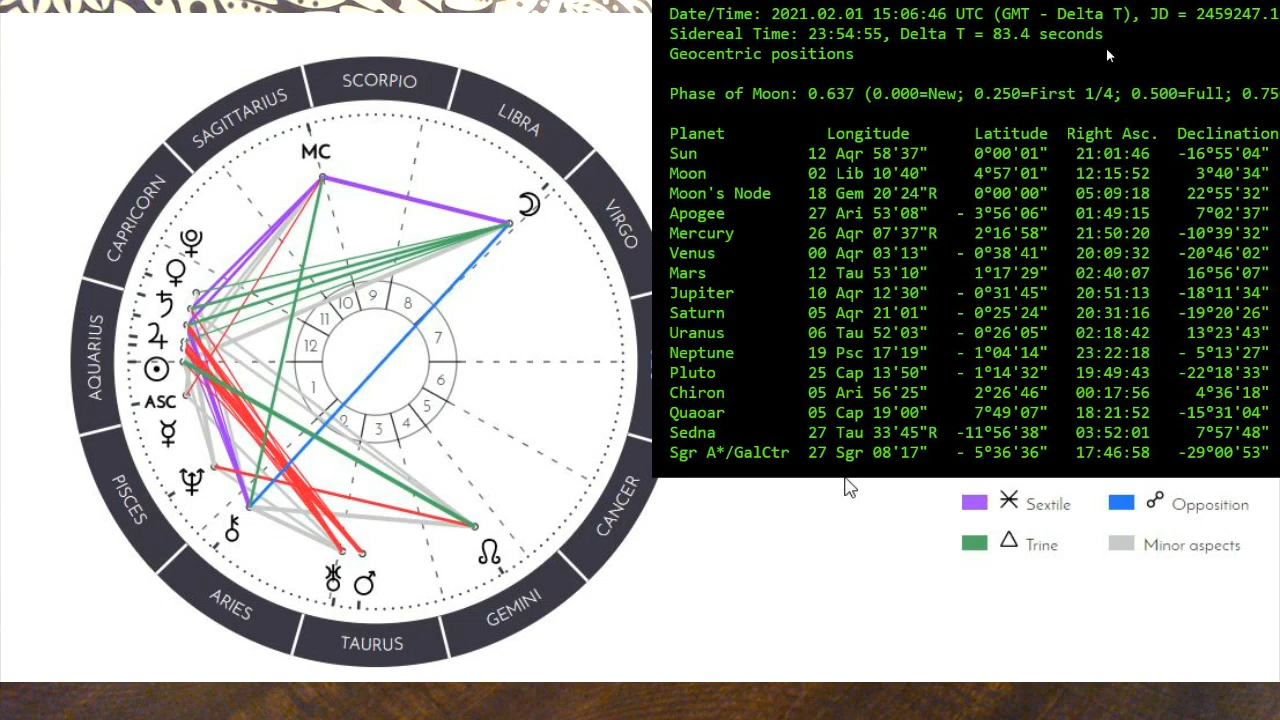 Date/Time: 2021.02.01 15:06:46 UTC (GMT - Delta T), JD = 2459247.1
Sidereal Time: 23:54:55, Delta T = 83.4 seconds
Geocentric positions
Phase of Moon: 0.637 (0.000=New; 0.250=First 1/4; 0.500=Full; 0.75
Planet Longitude Latitude Right Asc. Declination
Sun 12 Aqr 58'37" 0°00'01" 21:01:46 -16°55'04"
Moon 02 Lib 10'40" 4°57'01" 12:15:52 3°40'34"
Moon's Node 18 Gem 20'24"R 0°00'00" 05:09:18 22°55'32"
Apogee 27 Ari 53'08" - 3°56'06" 01:49:15 7°02'37"
Mercury 26 Aqr 07'37"R 2°16'58" 21:50:20 -10°39'32"
Venus 00 Aqr 03'13" - 0°38'41" 20:09:32 -20°46'02"
Mars 12 Tau 53'10" 1°17'29" 02:40:07 16°56'07"
Jupiter 10 Aqr 12'30" - 0°31'45" 20:51:13 -18°11'34"
Saturn 05 Aqr 21'01" - 0°25'24" 20:31:16 -19°20'26"
Uranus 06 Tau 52'03" - 0°26'05" 02:18:42 13°23'43"
Neptune 19 Psc 17'19" - 1°04'14" 23:22:18 - 5°13'27"
Pluto 25 Cap 13'50" - 1°14'32" 19:49:43 -22°18'33"
Chiron 05 Ari 56'25" 2°26'46" 00:17:56 4°36'18"
Quaoar 05 Cap 19'00" 7°49'07" 18:21:52 -15°31'04"
Sedna 27 Tau 33'45"R -11°56'38" 03:52:01 7°57'48"
Sgr A*/GalCtr 27 Sgr 08'17" - 5°36'36" 17:46:58 -29°00'53"
SCORPIO
SAGITTARIUS
LIBRA
CAPRICORN
VIRGO
MC
AQUARIUS
ASC
PISCES
CANCER
ARIES
GEMINI
TAURUS
1
2
3
4
5
6
7
8
9
10
11
12
Sextile
Opposition
Trine
Minor aspects